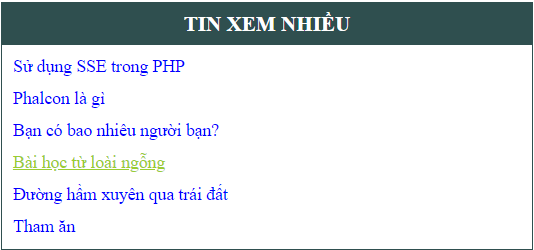 TIN XEM NHIỀU
Sử dụng SSE trong PHP
Phalcon là gì
Bạn có bao nhiêu người bạn?
Bài học từ loài ngỗng
Đường hầm xuyên qua trái đất
Tham ăn